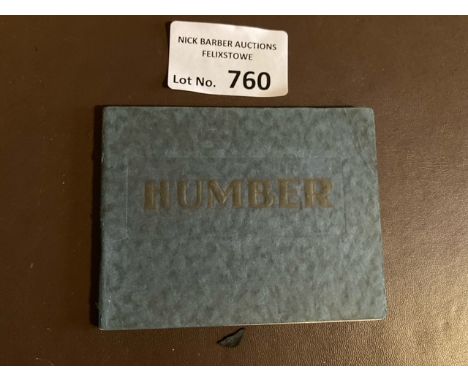 NICK BARBER AUCTIONS
FELIXSTOWE
Lot No. 760
HUMBER